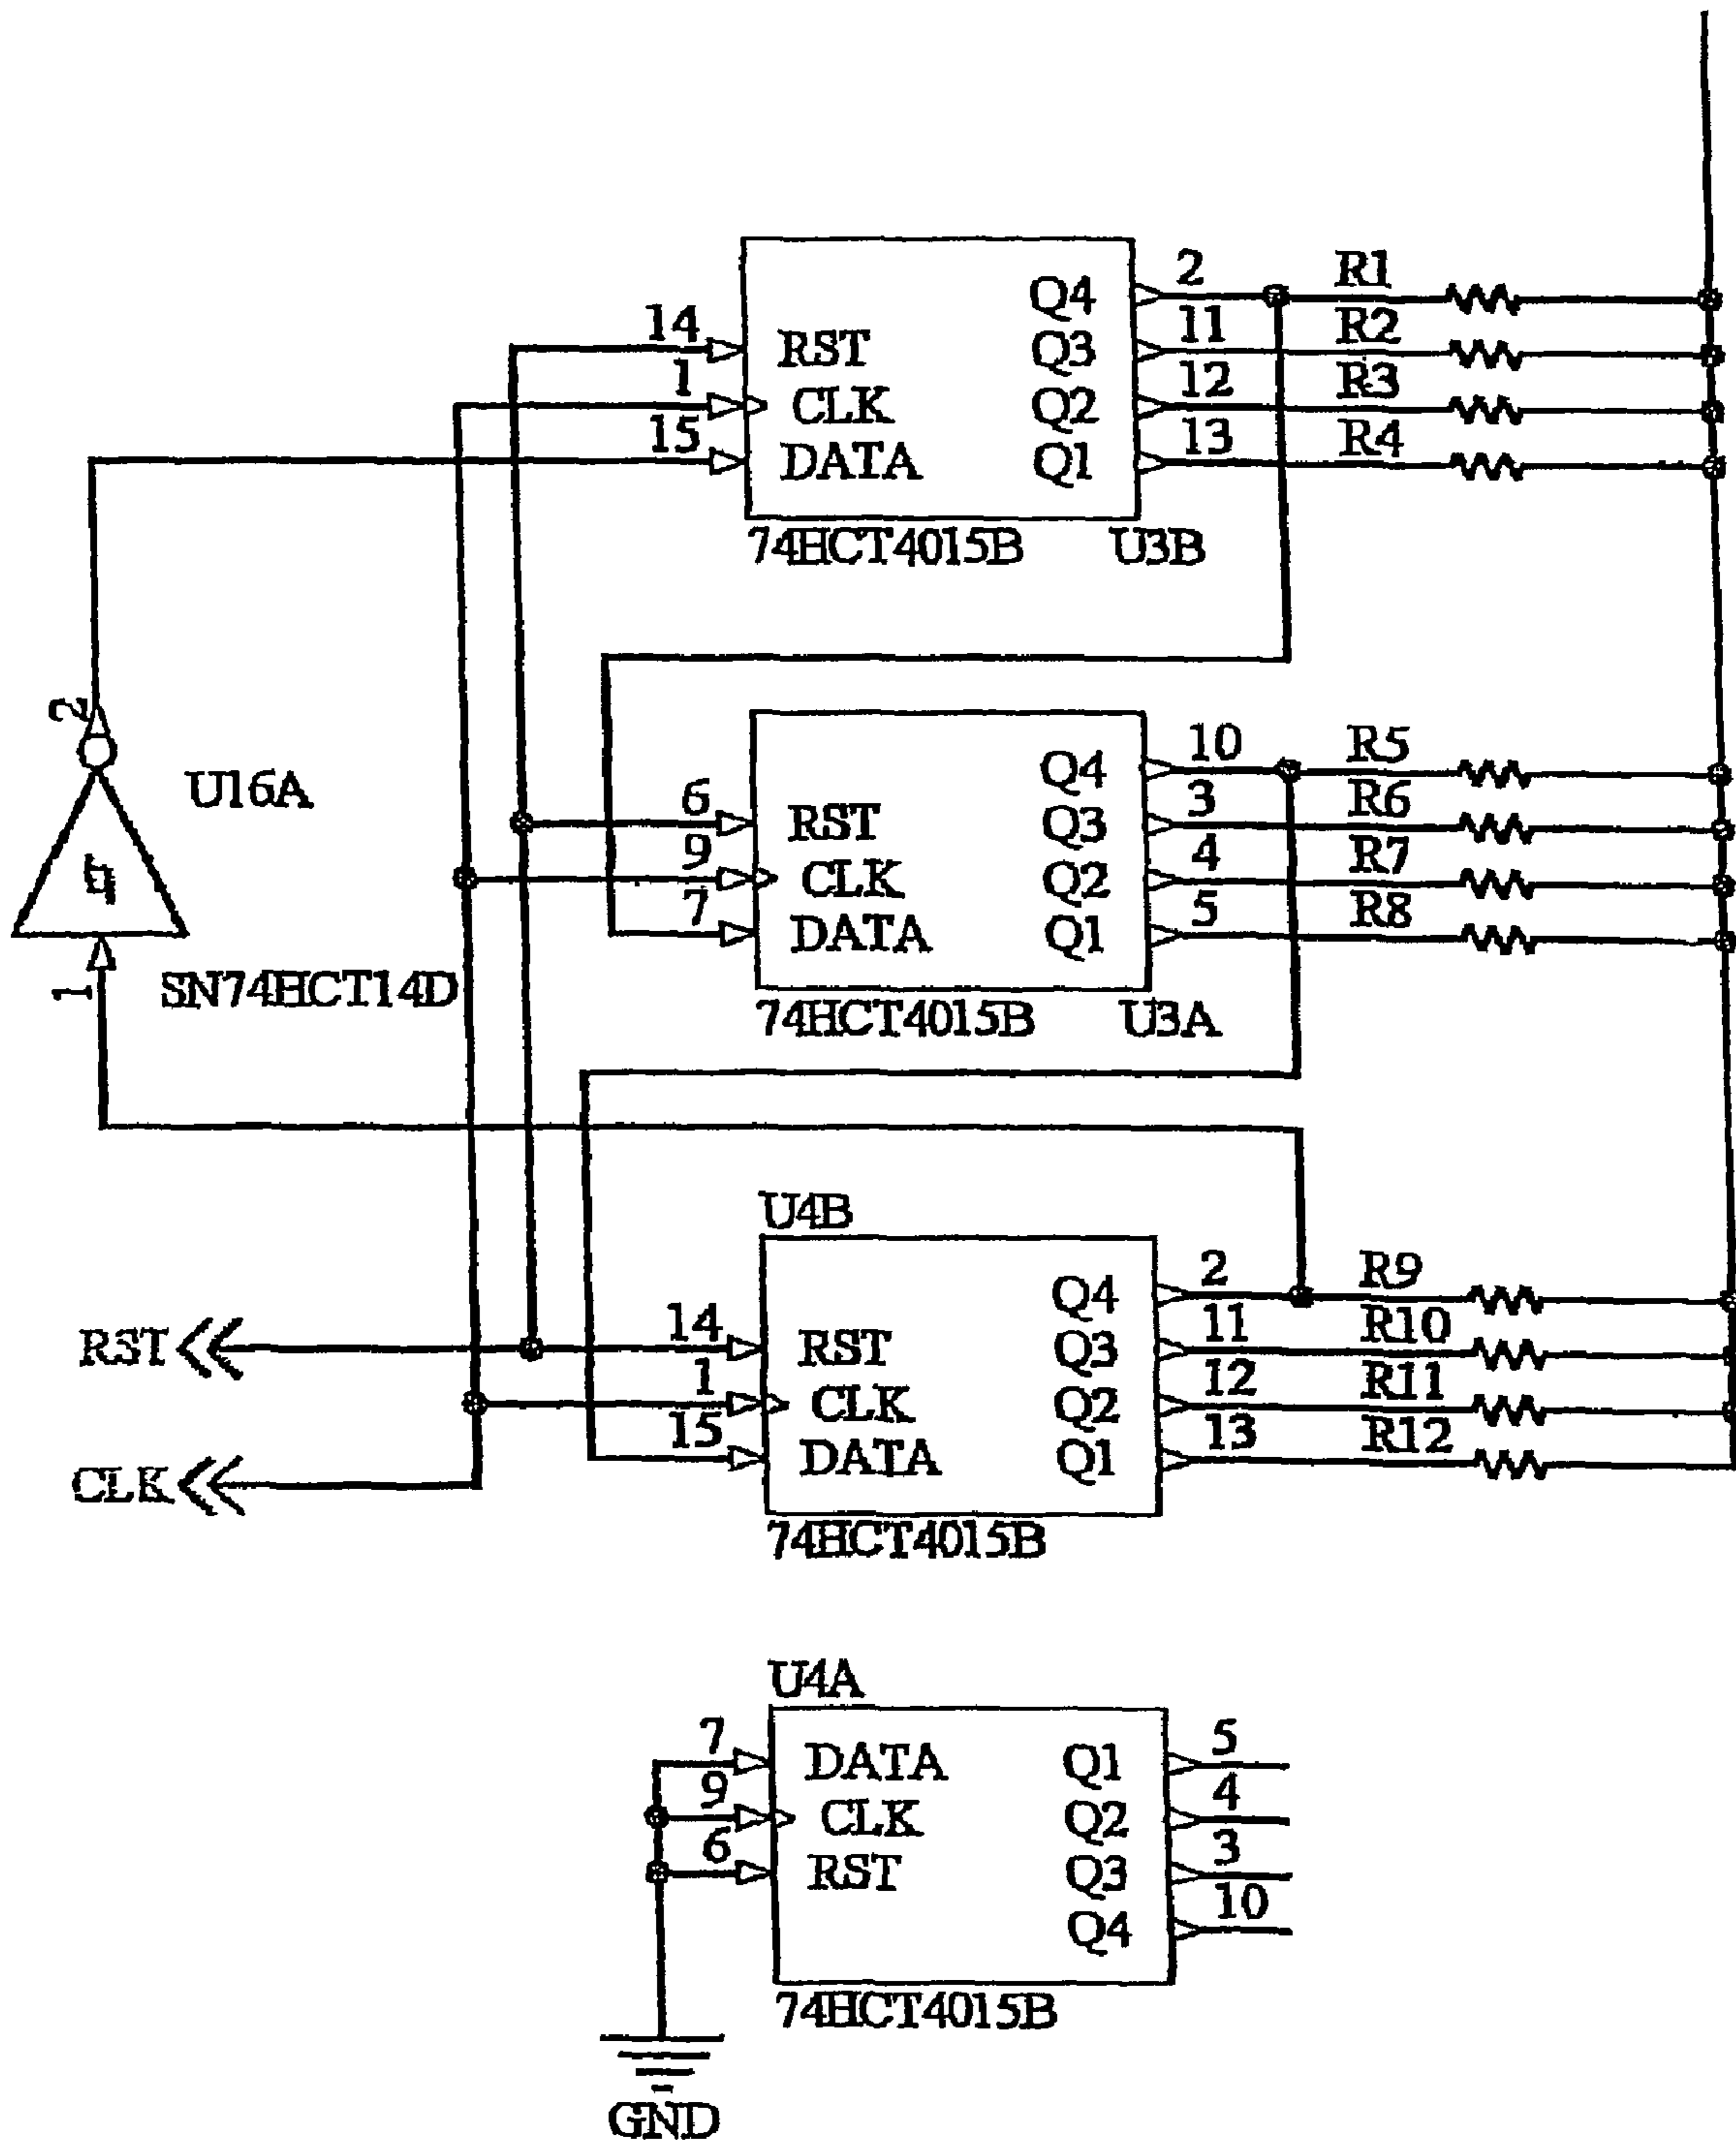 2 R1
Q4
14 11 R2
RST Q3
1 12 R3
CLK Q2
15 13 R4
DATA Q1
74HCT4015B U3B
2
U16A
10 R5
Q4
6 3 R6
RST Q3
9 4 R7
CLK Q2
7 5 R8
DATA Q1
1 SN74HCT14D
74HCT4015B U3A
U4B
2 R9
Q4
14 11 R10
RST RST Q3
1 12 R11
CLK Q2
15 13 R12
DATA Q1
CLK
74HCT4015B
U4A
7 5
DATA Q1
9 4
CLK Q2
6 3
RST Q3
10
Q4
74HCT4015B
GND